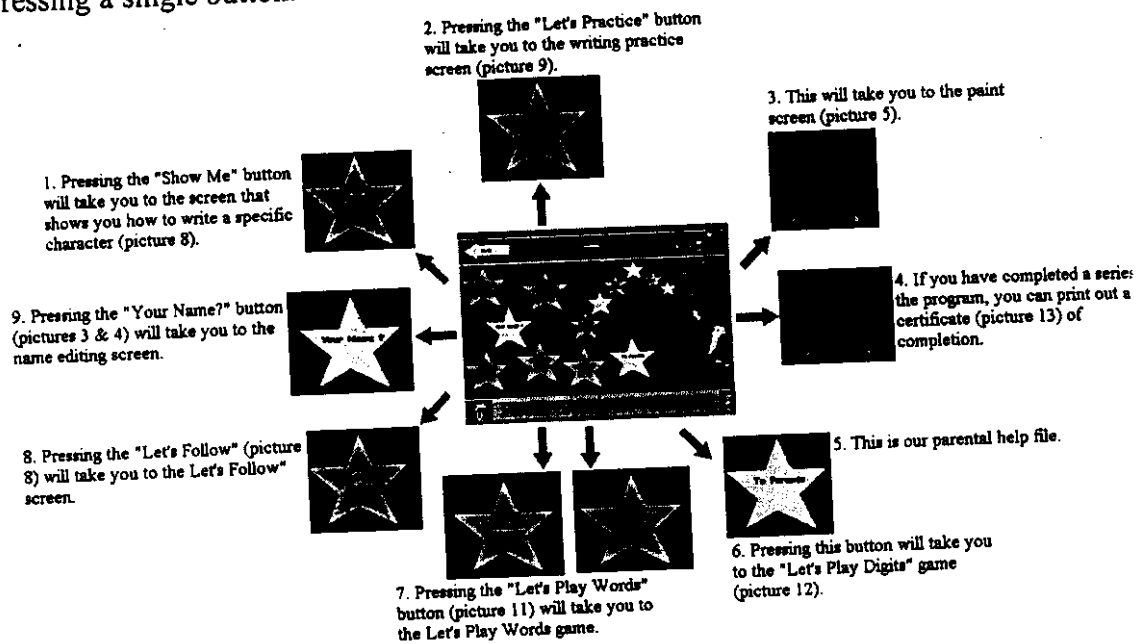 ressing a single button.
2. Pressing the "Let's Practice" button
will take you to the writing practice
screen (picture 9).
3. This will take you to the paint
screen (picture 5).
1. Pressing the "Show Me" button
will take you to the screen that
shows you how to write a specific
character (picture 8).
4. If you have completed a series
the program, you can print out a
certificate (picture 13) of
completion.
9. Pressing the "Your Name?" button
(pictures 3 & 4) will take you to the
name editing screen.
Your Name ?
8. Pressing the "Let's Follow" (picture
8) will take you to the Let's Follow"
screen.
5. This is our parental help file.
To Parents
6. Pressing this button will take you
to the "Let's Play Digits" game
(picture 12).
7. Pressing the "Let's Play Words"
button (picture 11) will take you to
the Let's Play Words game.